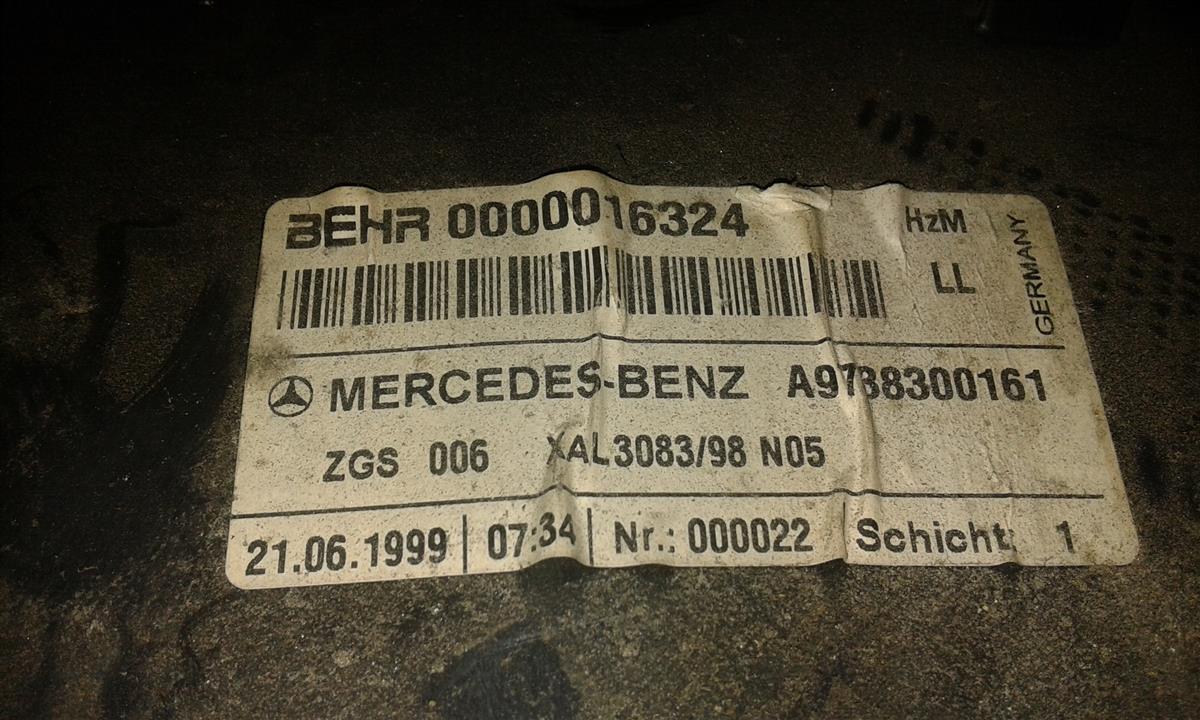 BEHR 0000016324 HzM
LL
GERMANY
MERCEDES-BENZ A9738300161
ZGS 006 XAL3083/98 N05
21.06.1999 07:34 Nr.: 000022 Schicht: 1